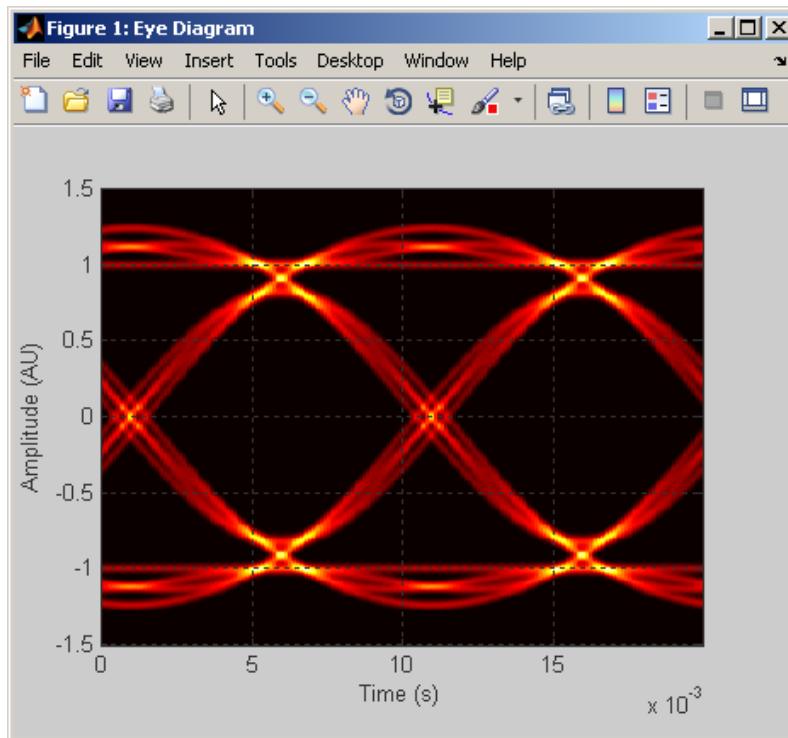 Figure 1: Eye Diagram
File Edit View Insert Tools Desktop Window Help
1.5
1
0.5
0
-0.5
-1
-1.5
Amplitude (AU)
0 5 10 15
Time (s)
x 10^-3